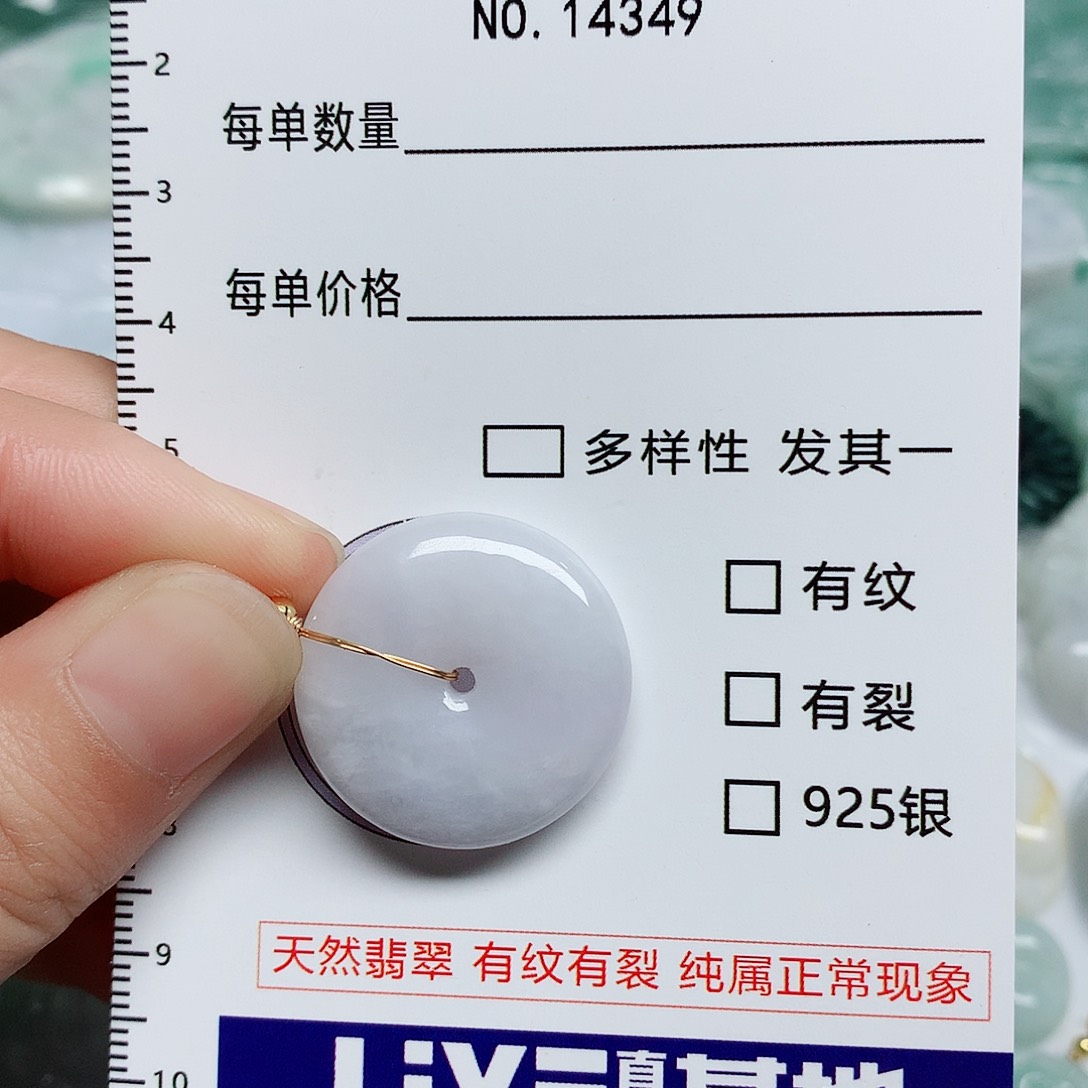 NO. 14349
2
每单数量
3
每单价格
4
5
多样性 发其一
有纹
有裂
925银
天然翡翠 有纹有裂 纯属正常现象
9
10